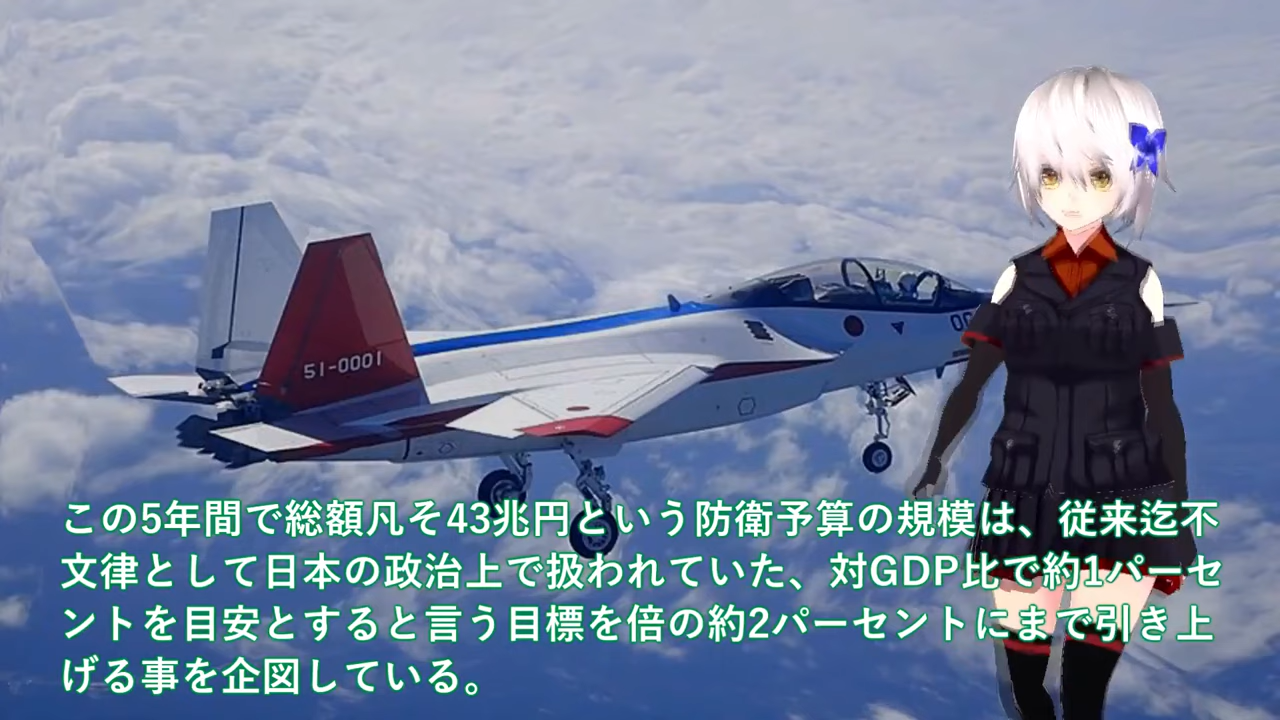 51-0001
00
この5年間で総額凡そ43兆円という防衛予算の規模は、従来迄不
文律として日本の政治上で扱われていた、対GDP比で約1パーセ
ントを目安とすると言う目標を倍の約2パーセントにまで引き上
げる事を企図している。